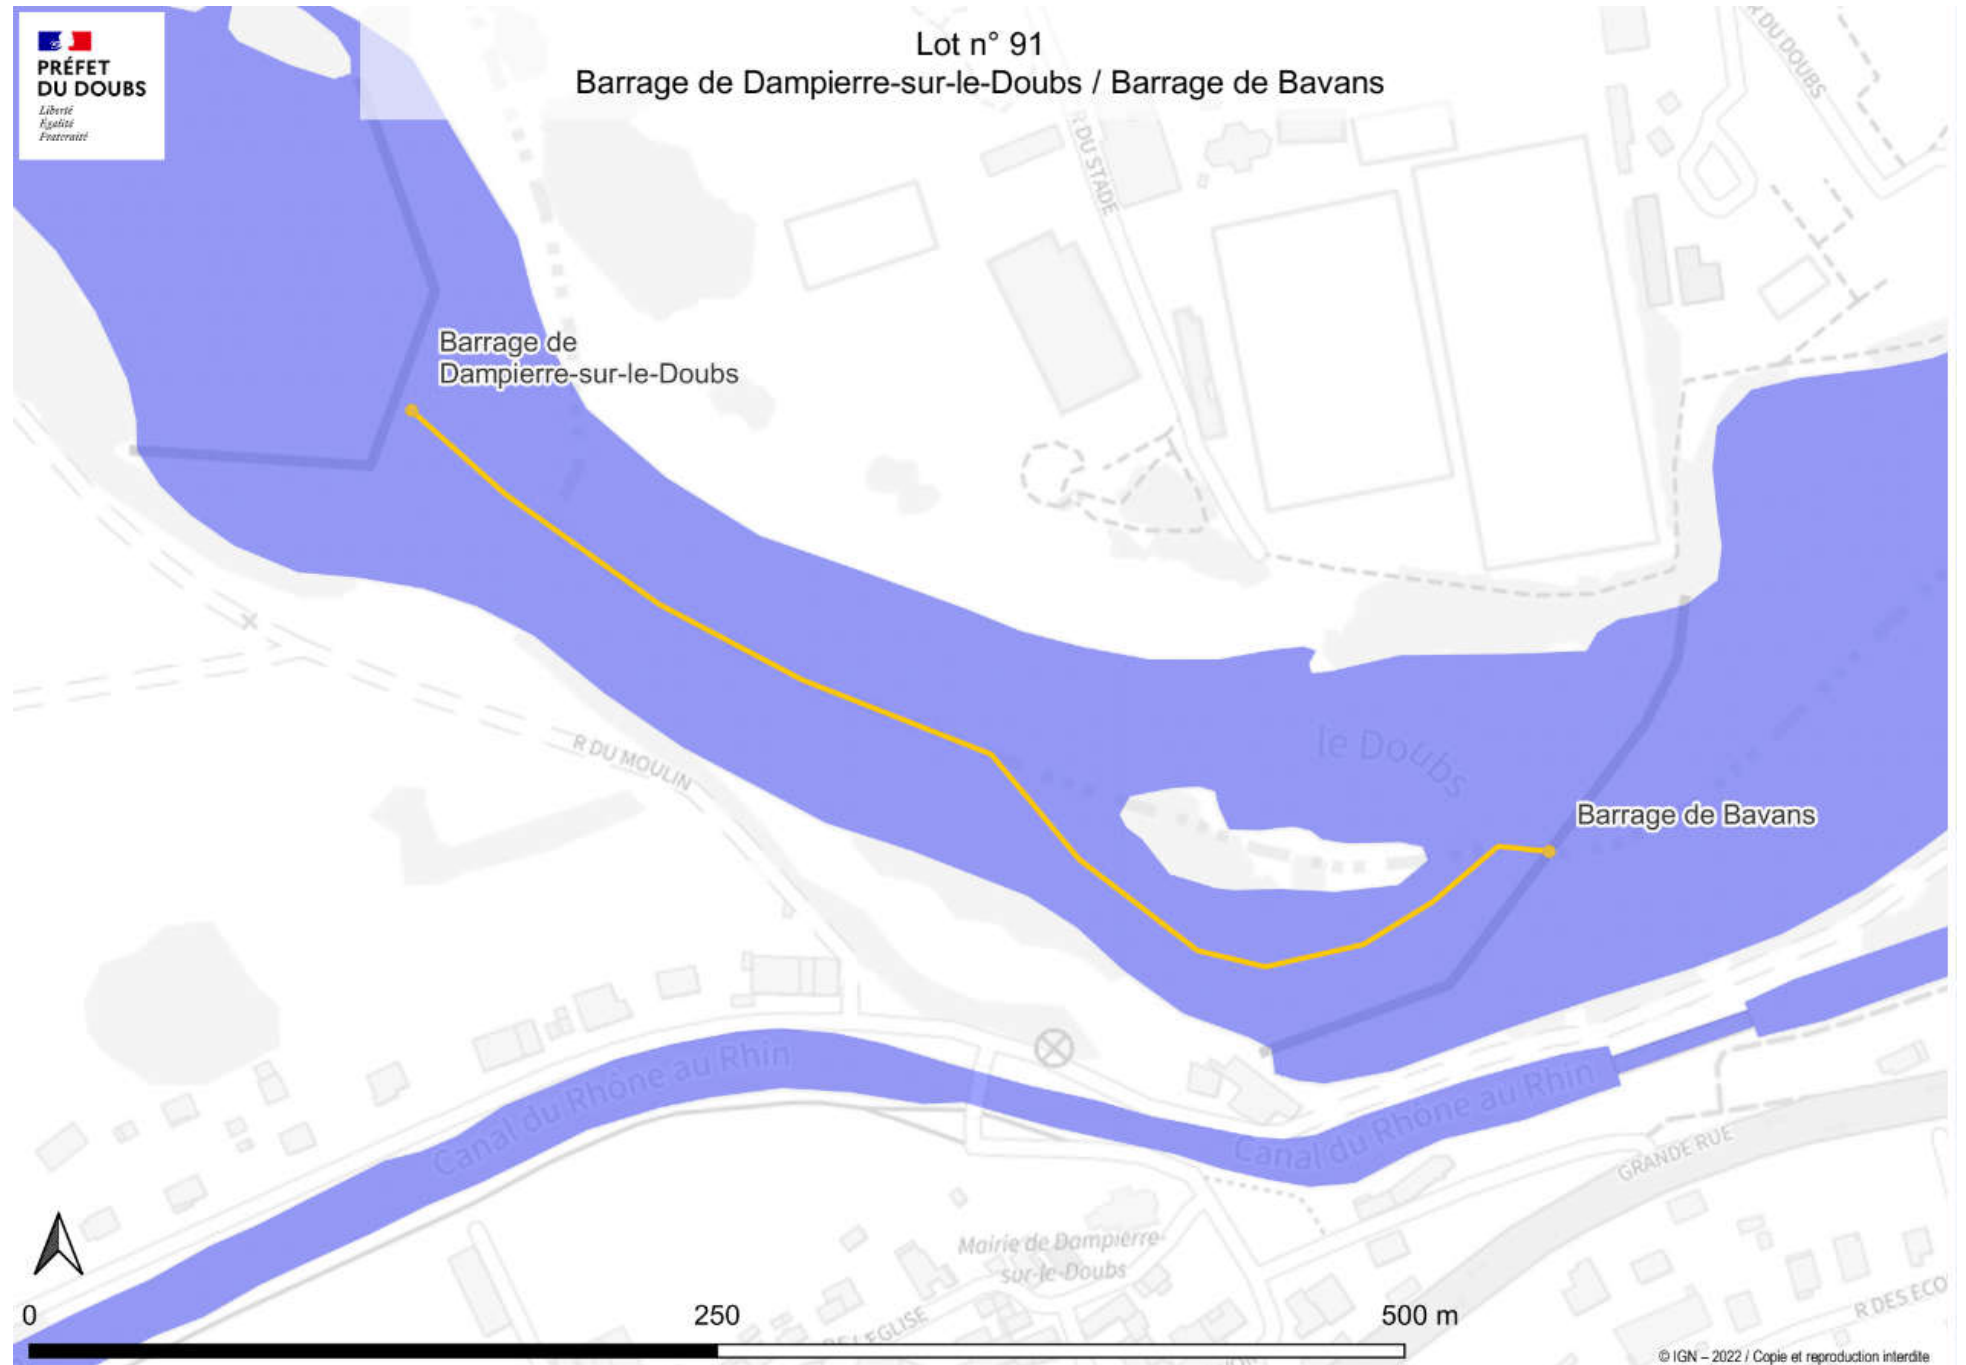 PRÉFET
DU DOUBS
Liberté
Égalité
Fraternité
Lot n° 91
Barrage de Dampierre-sur-le-Doubs / Barrage de Bavans
R DU DOUBS
R DU STADE
Barrage de
Dampierre-sur-le-Doubs
R DU MOULIN
le Doubs
Barrage de Bavans
Canal du Rhône au Rhin
Canal du Rhône au Rhin
GRANDE RUE
Mairie de Dampierre-
sur-le-Doubs
R DES ECO
0 250 500 m
© IGN – 2022 / Copie et reproduction interdite